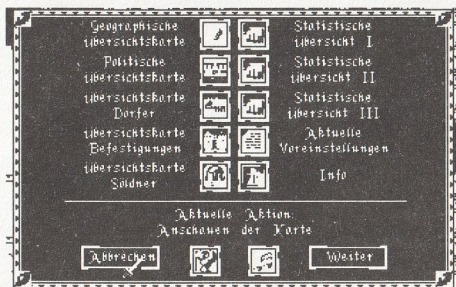 Geographische
übersichtskarte
Statistische
übersicht I
Politische
übersichtskarte
Statistische
übersicht II
übersichtskarte
Dörfer
Statistische
übersicht III
übersichtskarte
Befestigungen
Aktuelle
Voreinstellungen
übersichtskarte
Söldner
Info
Aktuelle Aktion:
Anschauen der Karte
Abbrechen
Weiter